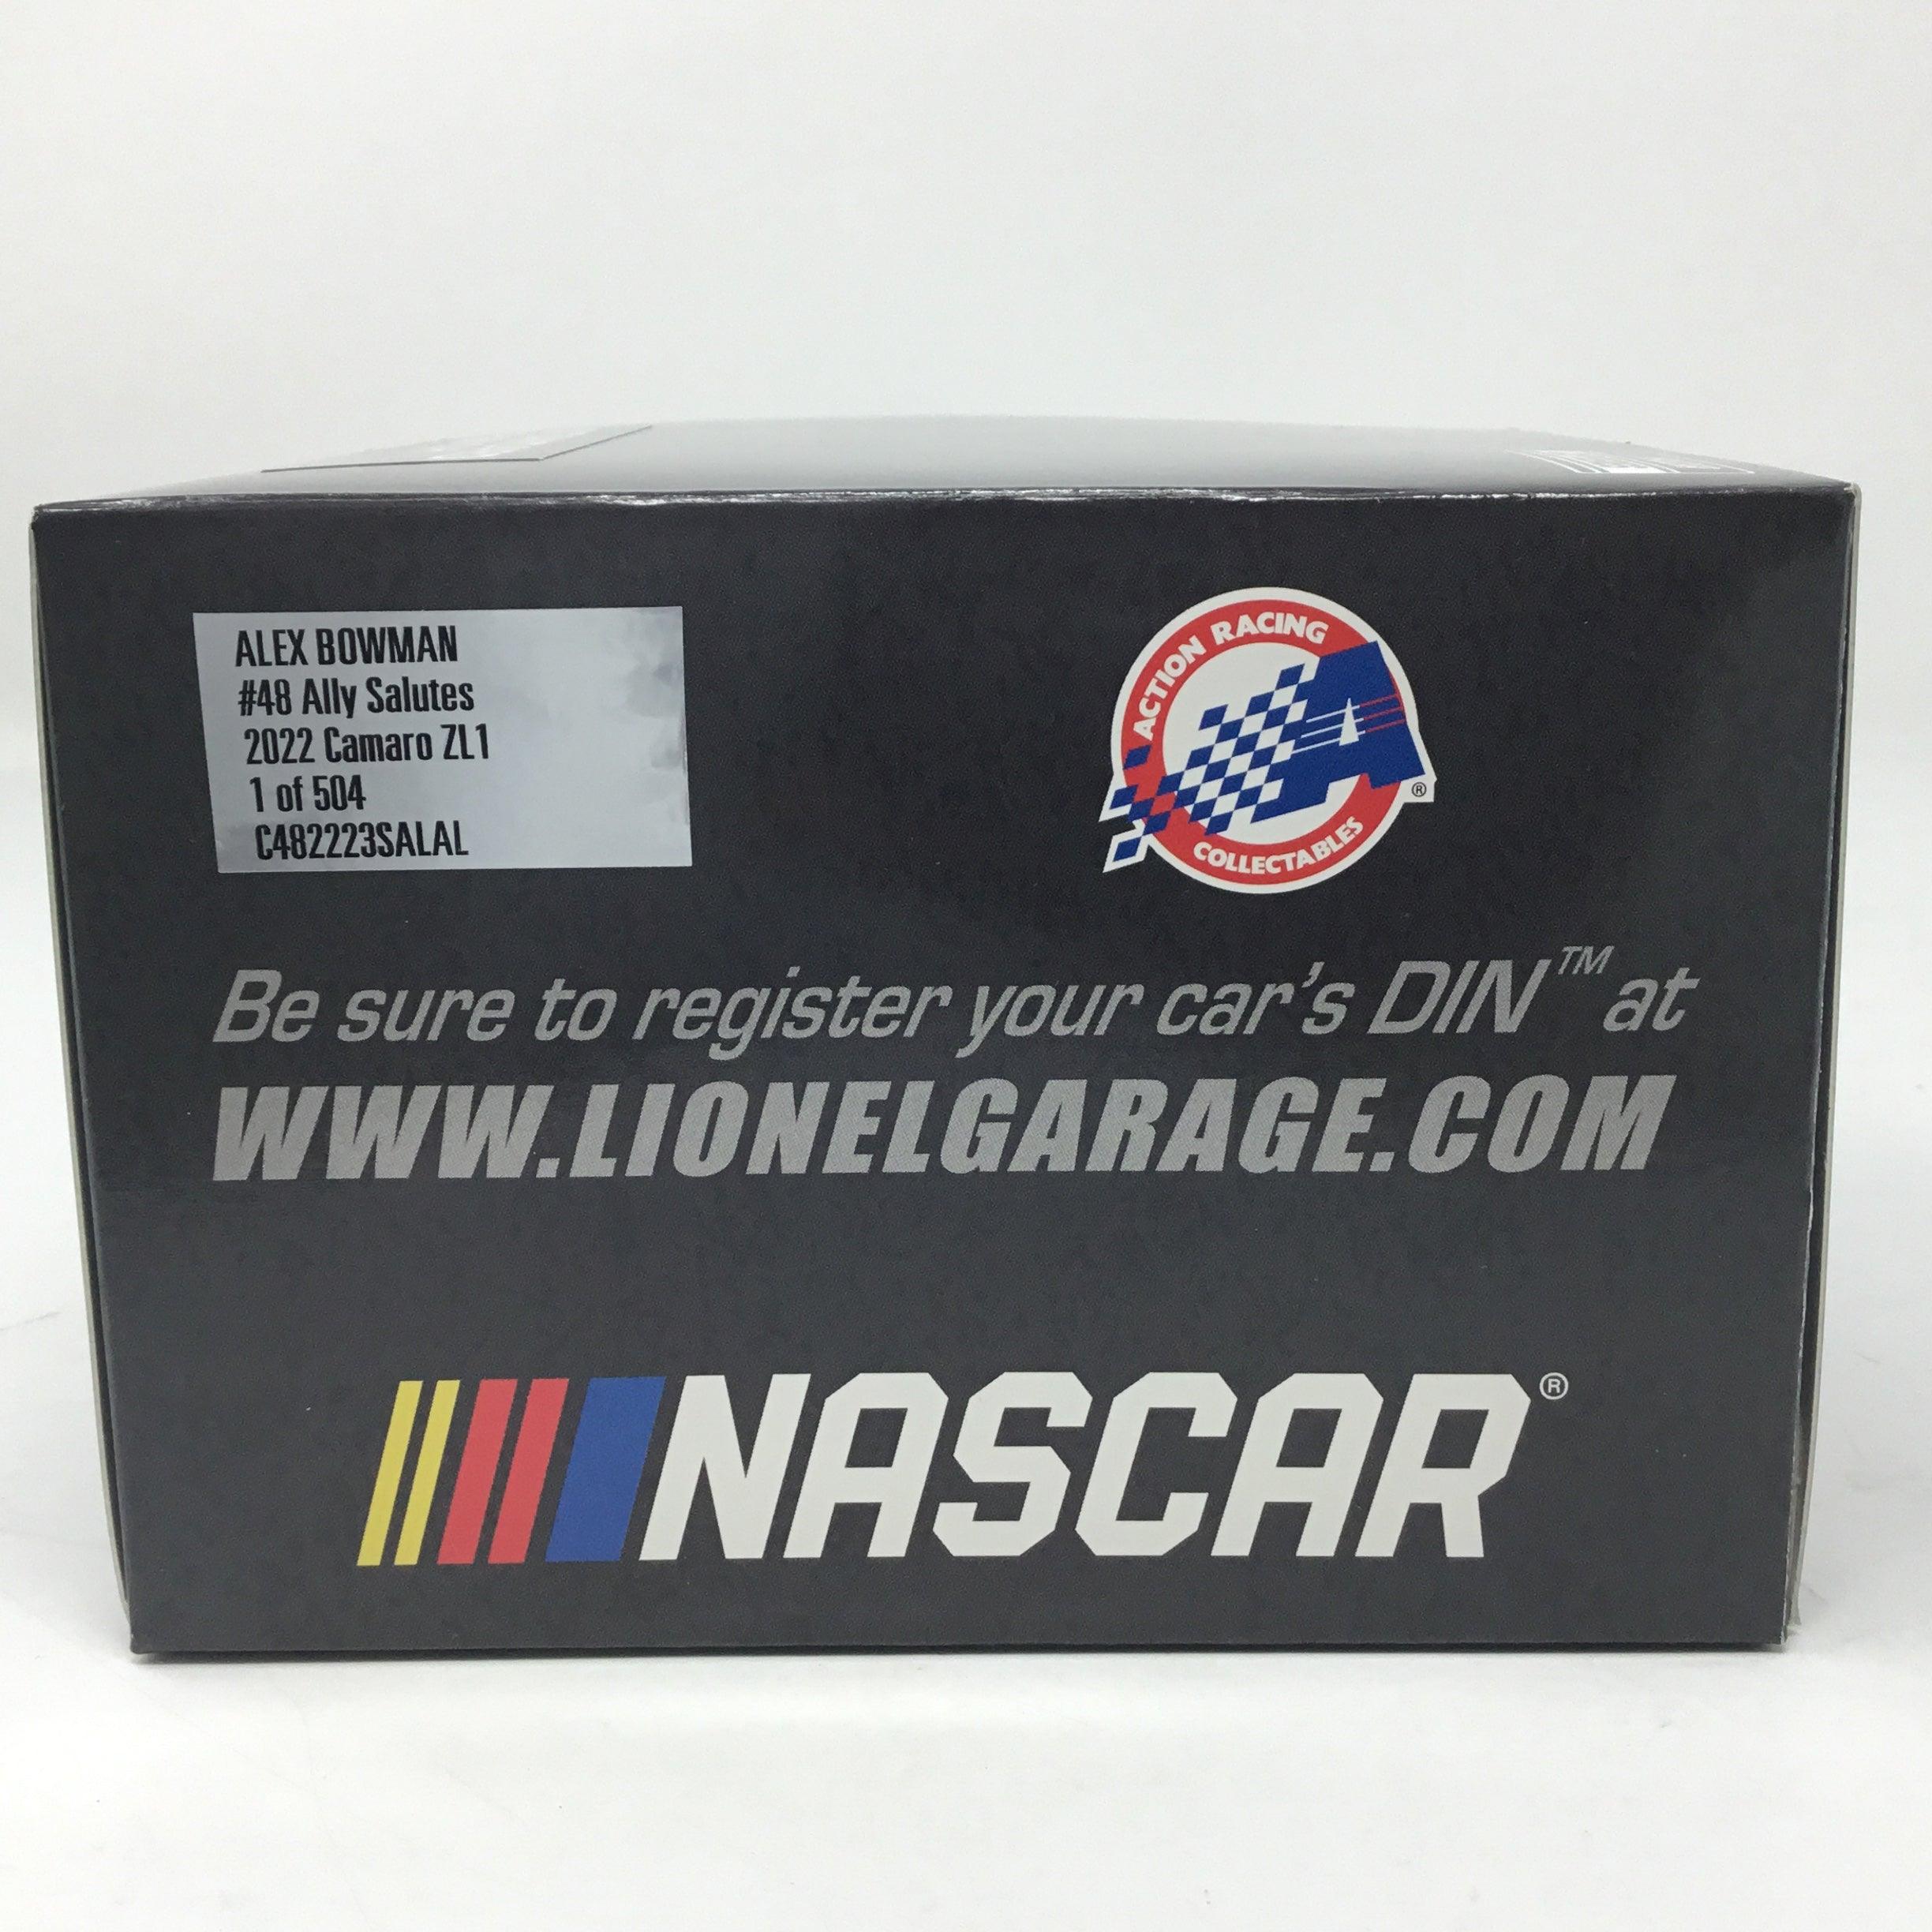 ALEX BOWMAN
#48 Ally Salutes
2022 Camaro ZL1
1 of 504
C482223SALAL
ACTION RACING
A
COLLECTABLES
®
Be sure to register your car's DIN™ at
WWW.LIONELGARAGE.COM
NASCAR®